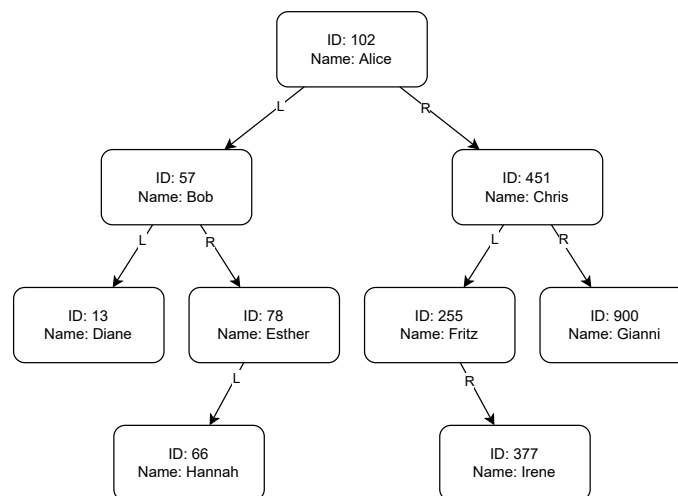 ID: 102
Name: Alice
L
R
ID: 57
Name: Bob
ID: 451
Name: Chris
L
R
L
R
ID: 13
Name: Diane
ID: 78
Name: Esther
ID: 255
Name: Fritz
ID: 900
Name: Gianni
L
R
ID: 66
Name: Hannah
ID: 377
Name: Irene